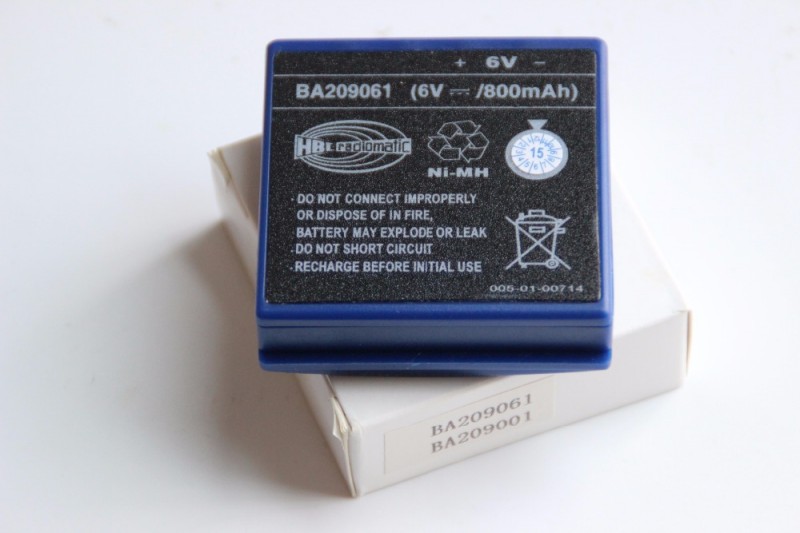 + 6V −
BA209061 (6V ⎓ /800mAh)
HBC radiomatic
Ni-MH
15
· DO NOT CONNECT IMPROPERLY
OR DISPOSE OF IN FIRE,
BATTERY MAY EXPLODE OR LEAK
· DO NOT SHORT CIRCUIT
· RECHARGE BEFORE INITIAL USE
005-01-00714
BA209061
BA209001